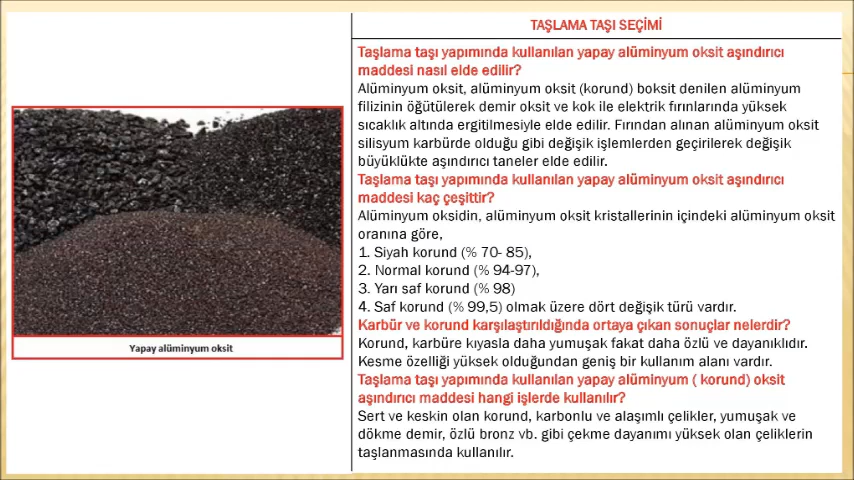 TAŞLAMA TAŞI SEÇİMİ
Taşlama taşı yapımında kullanılan yapay alüminyum oksit aşındırıcı
maddesi nasıl elde edilir?
Alüminyum oksit, alüminyum oksit (korund) boksit denilen alüminyum
filizinin öğütülerek demir oksit ve kok ile elektrik fırınlarında yüksek
sıcaklık altında ergitilmesiyle elde edilir. Fırından alınan alüminyum oksit
silisyum karbürde olduğu gibi değişik işlemlerden geçirilerek değişik
büyüklükte aşındırıcı taneler elde edilir.
Taşlama taşı yapımında kullanılan yapay alüminyum oksit aşındırıcı
maddesi kaç çeşittir?
Alüminyum oksidin, alüminyum oksit kristallerinin içindeki alüminyum oksit
oranına göre,
1. Siyah korund (% 70- 85),
2. Normal korund (% 94-97),
3. Yarı saf korund (% 98)
4. Saf korund (% 99,5) olmak üzere dört değişik türü vardır.
Karbür ve korund karşılaştırıldığında ortaya çıkan sonuçlar nelerdir?
Korund, karbüre kıyasla daha yumuşak fakat daha özlü ve dayanıklıdır.
Kesme özelliği yüksek olduğundan geniş bir kullanım alanı vardır.
Taşlama taşı yapımında kullanılan yapay alüminyum ( korund) oksit
aşındırıcı maddesi hangi işlerde kullanılır?
Sert ve keskin olan korund, karbonlu ve alaşımlı çelikler, yumuşak ve
dökme demir, özlü bronz vb. gibi çekme dayanımı yüksek olan çeliklerin
taşlanmasında kullanılır.
Yapay alüminyum oksit